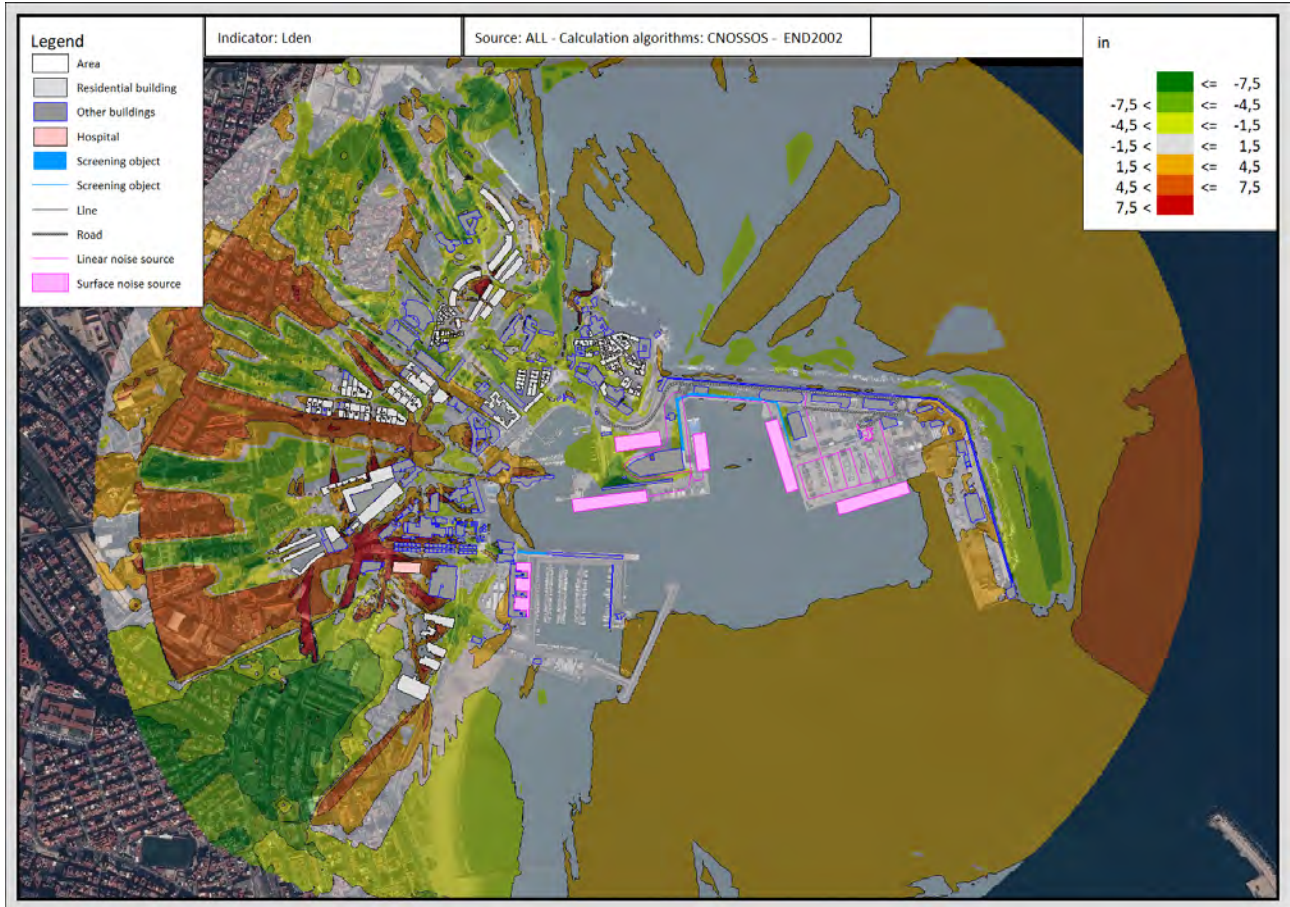 Legend
Area
Residential building
Other buildings
Hospital
Screening object
Screening object
Line
Road
Linear noise source
Surface noise source
Indicator: Lden
Source: ALL - Calculation algorithms: CNOSSOS - END2002
in
<= -7,5
-7,5 < <= -4,5
-4,5 < <= -1,5
-1,5 < <= 1,5
1,5 < <= 4,5
4,5 < <= 7,5
7,5 <